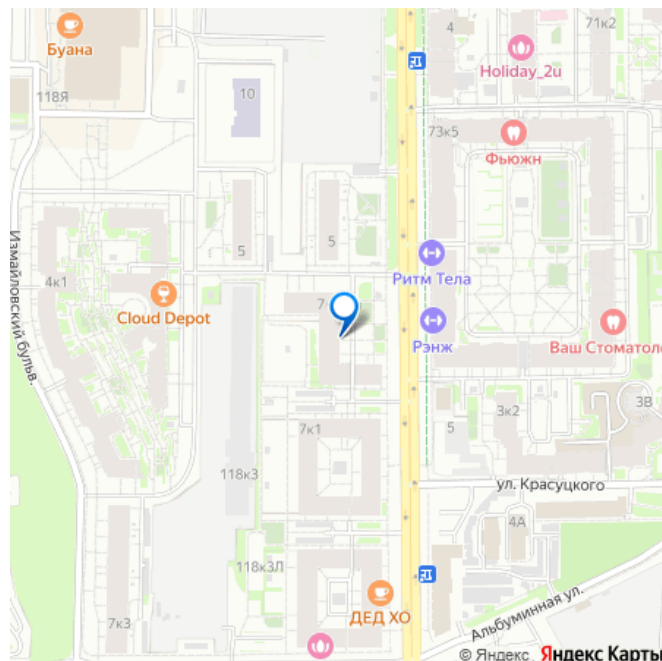 Буана
118Я
10
4
71к2
Holiday_2u
73к5
Фьюжн
Измайловский бульв.
4к1
5
5
Ритм Тела
Cloud Depot
7
Рэнж
Ваш Стоматоло
3к2
3В
5
7к1
118к3
ул. Красуцкого
4А
118к3Л
7к3
ДЕД ХО
Альбуминная ул.
© Яндекс Яндекс Карты